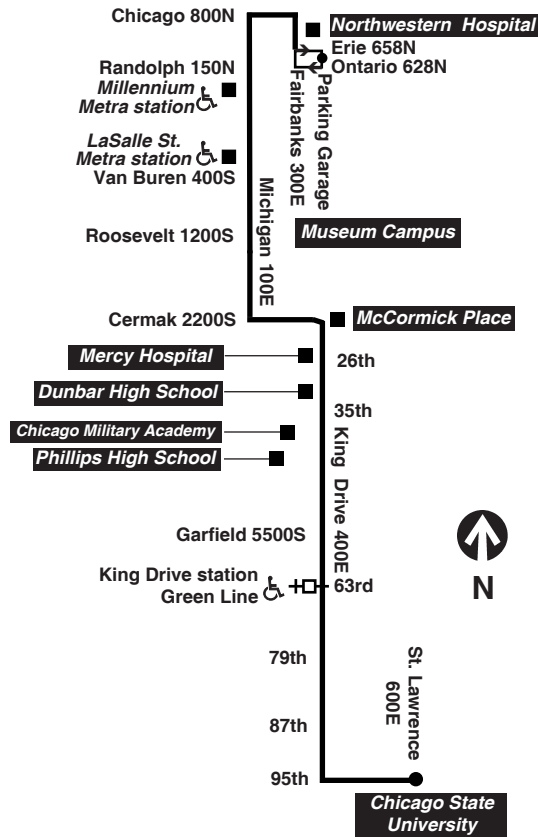 Chicago 800N
Northwestern Hospital
Erie 658N
Ontario 628N
Randolph 150N
Millennium
Metra station
Parking Garage
Fairbanks 300E
LaSalle St.
Metra station
Van Buren 400S
Michigan 100E
Roosevelt 1200S
Museum Campus
Cermak 2200S
McCormick Place
Mercy Hospital
26th
Dunbar High School
35th
Chicago Military Academy
Phillips High School
King Drive 400E
Garfield 5500S
King Drive station
Green Line
63rd
N
79th
St. Lawrence
600E
87th
95th
Chicago State
University